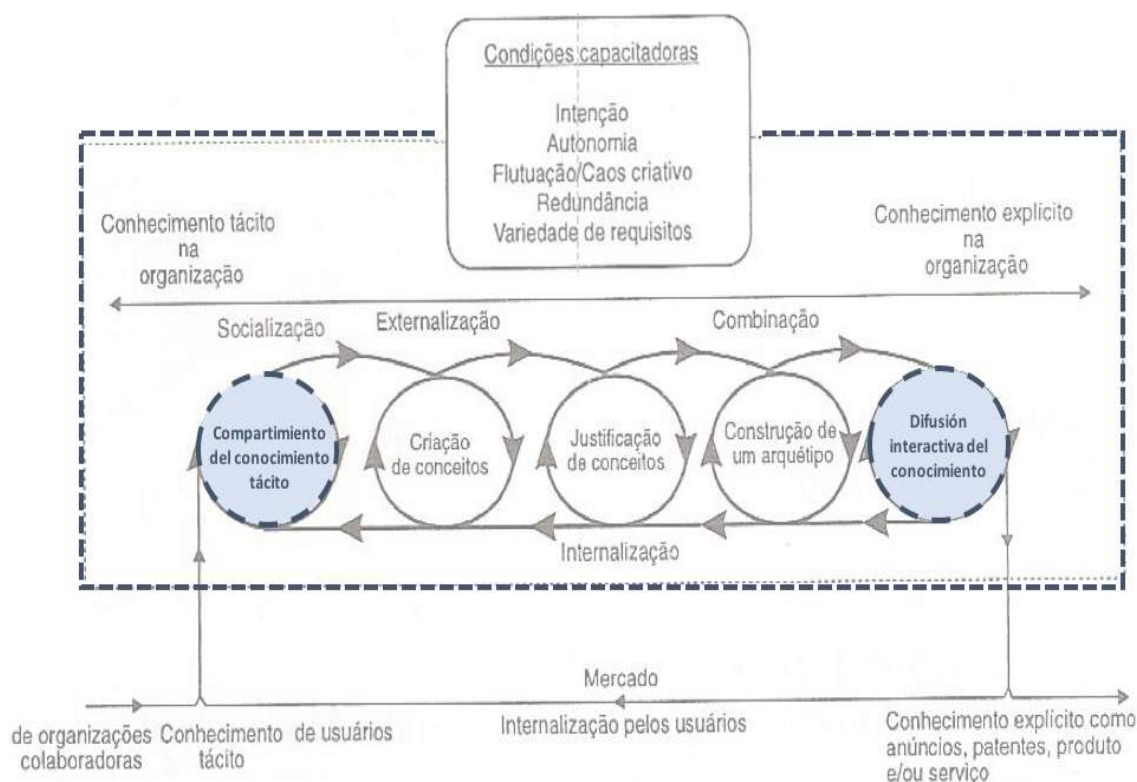 Condições capacitadoras
Intenção
Autonomia
Flutuação/Caos criativo
Redundância
Variedade de requisitos
Conhecimento tácito
na
organização
Conhecimento explícito
na
organização
Socialização
Externalização
Combinação
Compartimiento
del conocimiento
tácito
Criação
de conceitos
Justificação
de conceitos
Construção de
um arquétipo
Difusión
interactiva del
conocimiento
Internalização
Mercado
de organizações
colaboradoras
Conhecimento
tácito
de usuários
Internalização pelos usuários
Conhecimento explícito como
anúncios, patentes, produto
e/ou serviço